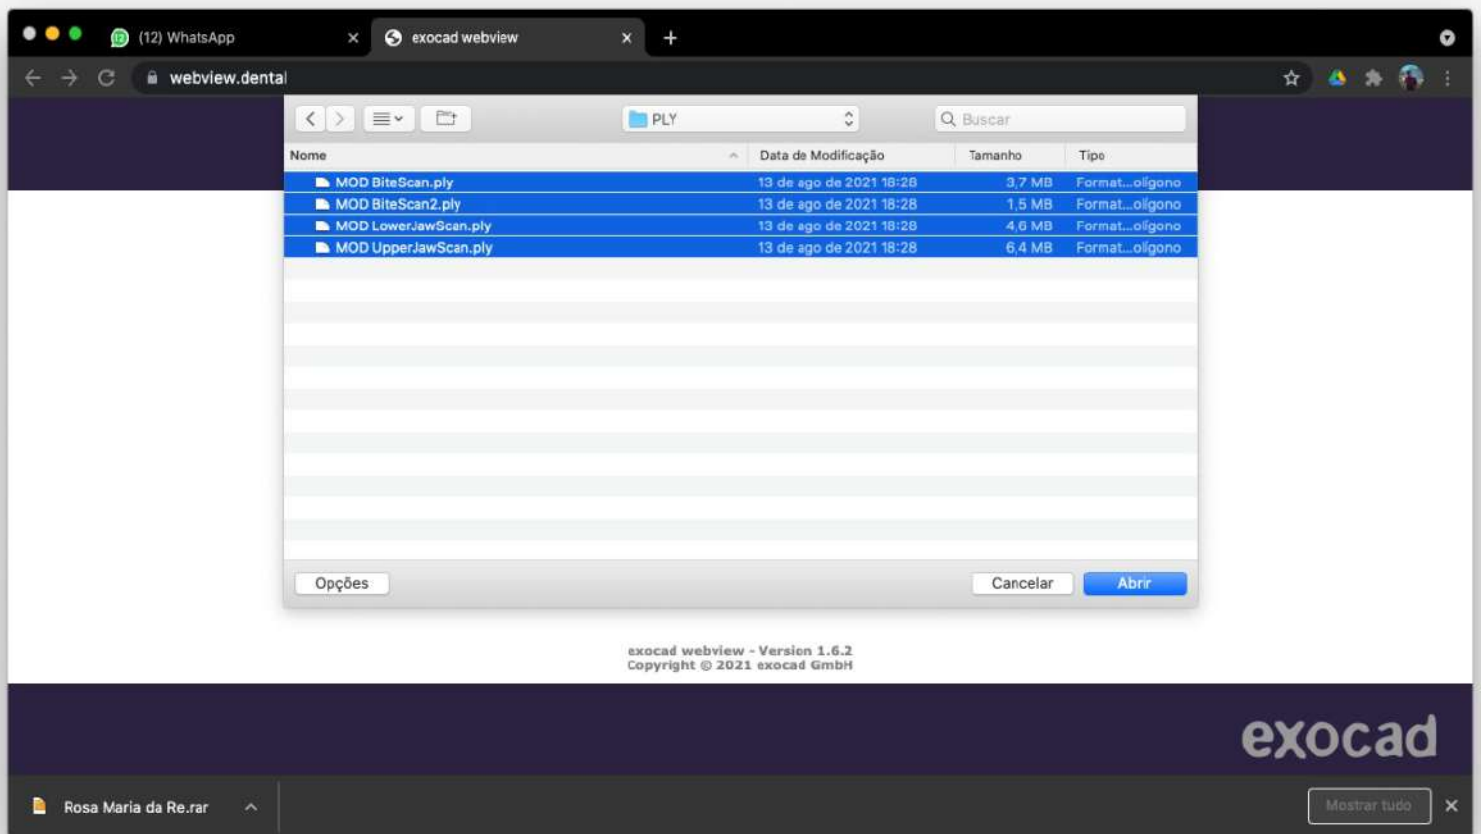 (12) WhatsApp
exocad webview
webview.dental
PLY
Buscar
Nome
Data de Modificação
Tamanho
Tipo
MOD BiteScan.ply 13 de ago de 2021 18:28 3,7 MB Format...olígono
MOD BiteScan2.ply 13 de ago de 2021 18:28 1,5 MB Format...olígono
MOD LowerJawScan.ply 13 de ago de 2021 18:28 4,6 MB Format...olígono
MOD UpperJawScan.ply 13 de ago de 2021 18:28 6,4 MB Format...olígono
Opções
Cancelar
Abrir
exocad webview - Version 1.6.2
Copyright © 2021 exocad GmbH
exocad
Rosa Maria da Re.rar
Mostrar tudo